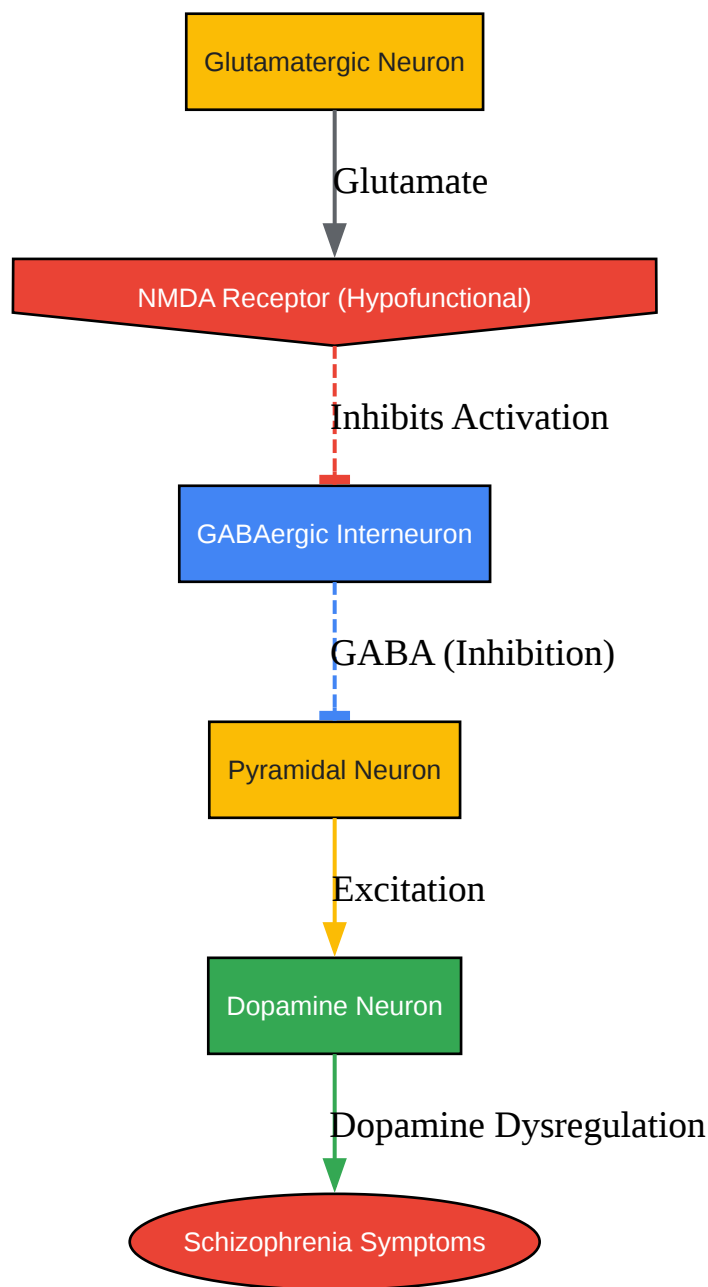 Glutamatergic Neuron
Glutamate
NMDA Receptor (Hypofunctional)
Inhibits Activation
GABAergic Interneuron
GABA (Inhibition)
Pyramidal Neuron
Excitation
Dopamine Neuron
Dopamine Dysregulation
Schizophrenia Symptoms